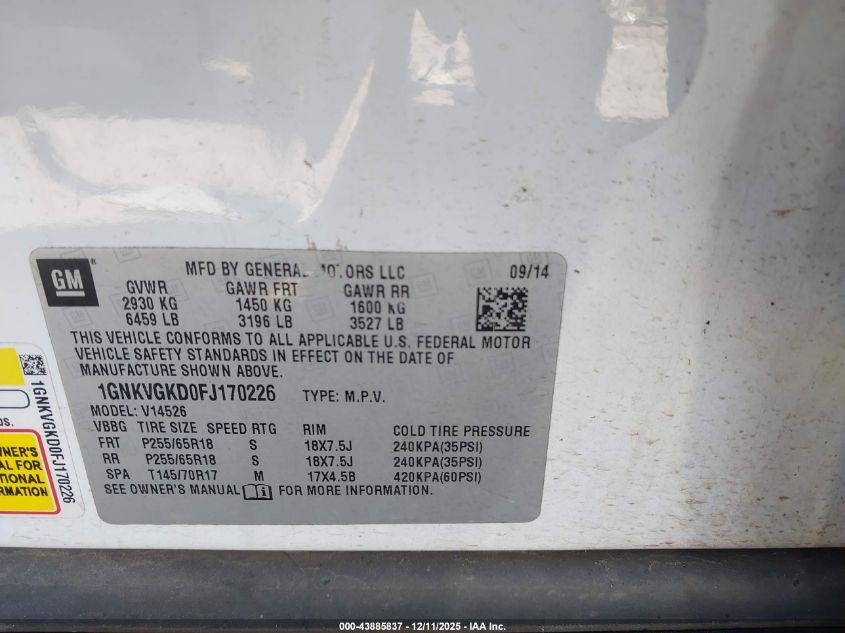 GM
®
MFD BY GENERAL MOTORS LLC 09/14
GVWR GAWR FRT GAWR RR
2930 KG 1450 KG 1600 KG
6459 LB 3196 LB 3527 LB
THIS VEHICLE CONFORMS TO ALL APPLICABLE U.S. FEDERAL MOTOR
VEHICLE SAFETY STANDARDS IN EFFECT ON THE DATE OF
MANUFACTURE SHOWN ABOVE.
1GNKVGKD0FJ170226 TYPE: M.P.V.
MODEL: V14526
VBBG TIRE SIZE SPEED RTG RIM COLD TIRE PRESSURE
FRT P255/65R18 S 18X7.5J 240KPA(35PSI)
RR P255/65R18 S 18X7.5J 240KPA(35PSI)
SPA T145/70R17 M 17X4.5B 420KPA(60PSI)
SEE OWNER'S MANUAL i FOR MORE INFORMATION.
1GNKVGKD0FJ170226
FOR
000-43885837 - 12/11/2025 - IAA Inc.